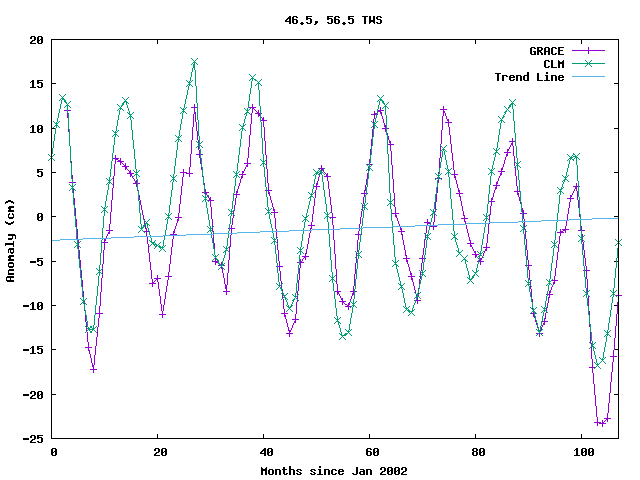 46.5, 56.5 TWS
GRACE
CLM
Trend Line
20
15
10
5
0
-5
-10
-15
-20
-25
Anomaly (cm)
0 20 40 60 80 100
Months since Jan 2002